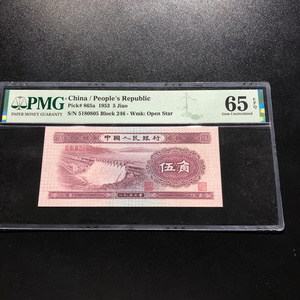 PMG
PAPER MONEY GUARANTY
China / People's Republic
Pick# 865a 1953 5 Jiao
S/N 5180805 Block 246 - Wmk: Open Star
65 EPQ
Gem Uncirculated
中國人民銀行
伍角